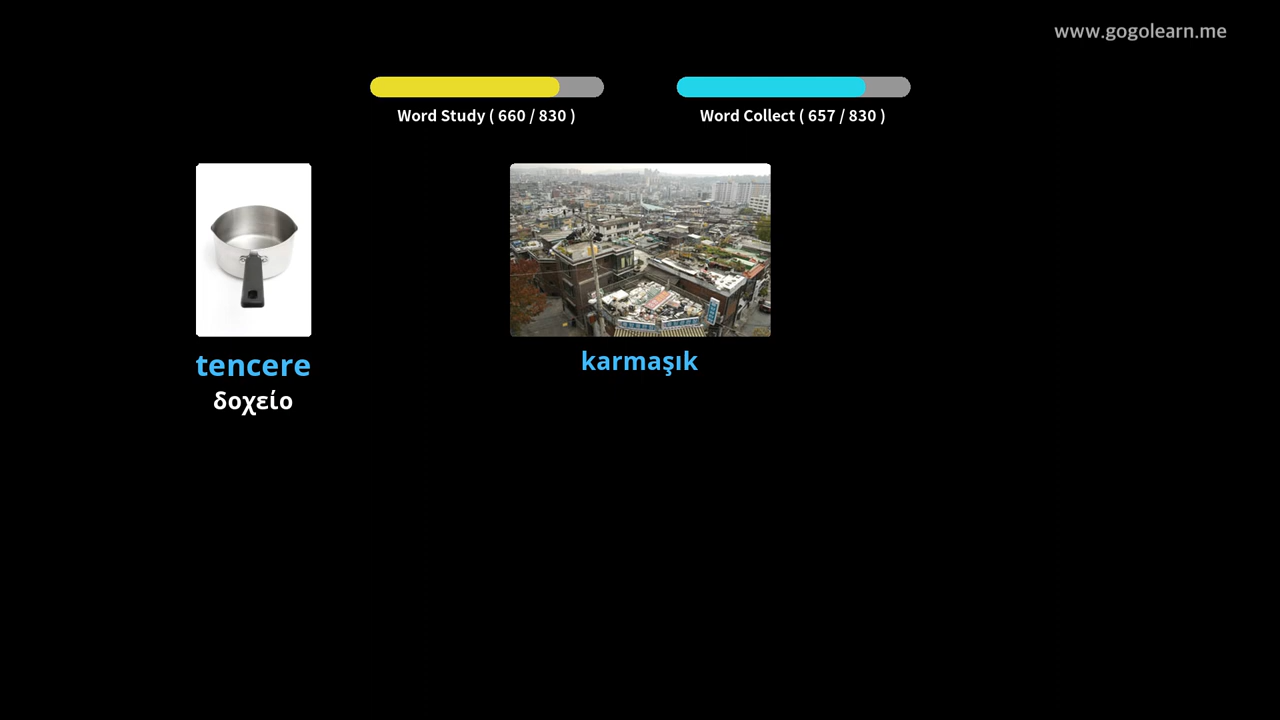 www.gogolearn.me
Word Study ( 660 / 830 )
Word Collect ( 657 / 830 )
tencere
δοχείο
karmaşık